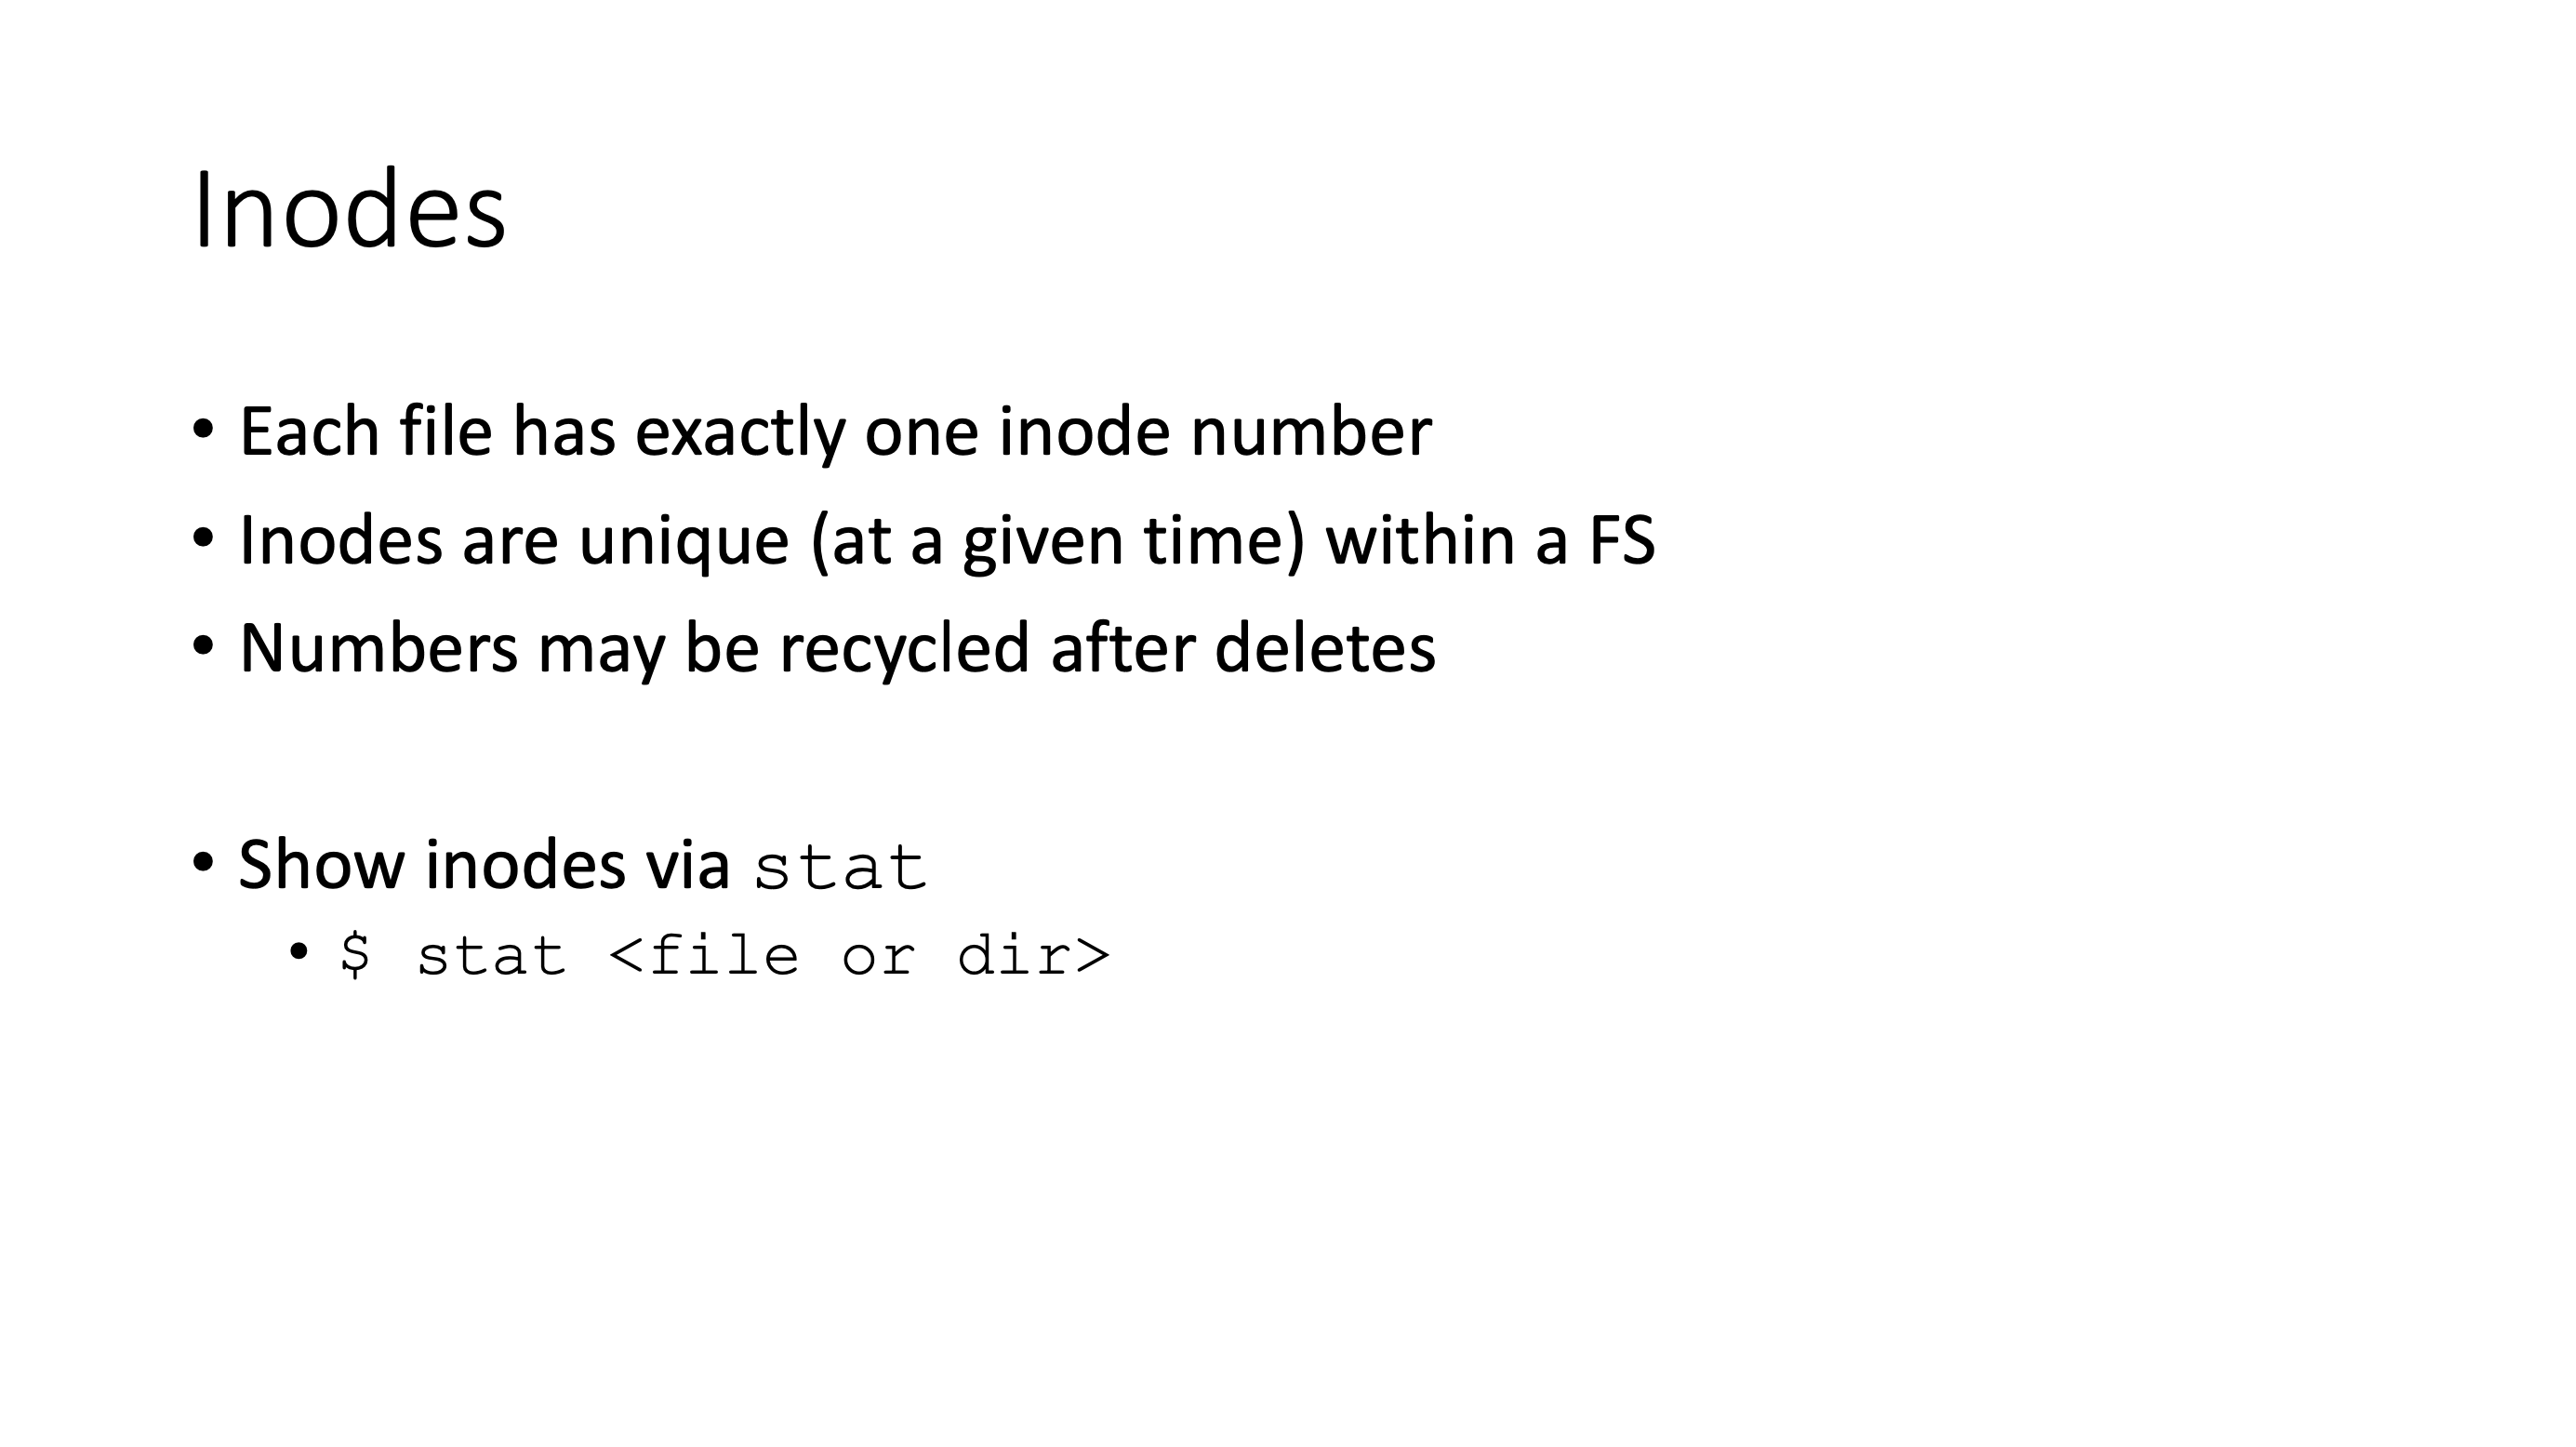 Inodes
• Each file has exactly one inode number
• Inodes are unique (at a given time) within a FS
• Numbers may be recycled after deletes
• Show inodes via stat
• $ stat <file or dir>